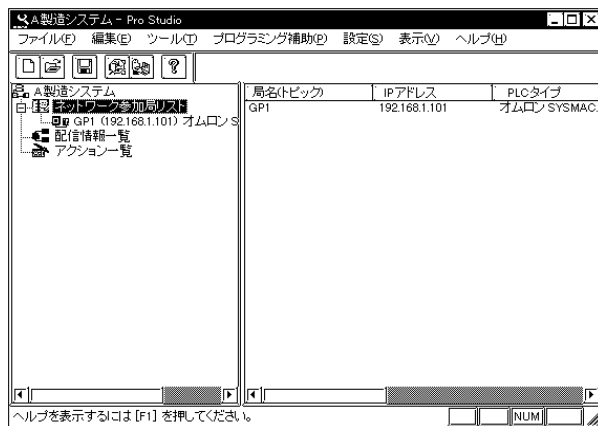 A製造システム - Pro Studio
ファイル(F) 編集(E) ツール(T) プログラミング補助(P) 設定(S) 表示(V) ヘルプ(H)
A製造システム
ネットワーク参加局リスト
GP1 (192.168.1.101) オムロン S
配信情報一覧
アクション一覧
局名(トピック) IPアドレス PLCタイプ
GP1 192.168.1.101 オムロン SYSMAC.
ヘルプを表示するには [F1] を押してください。
NUM